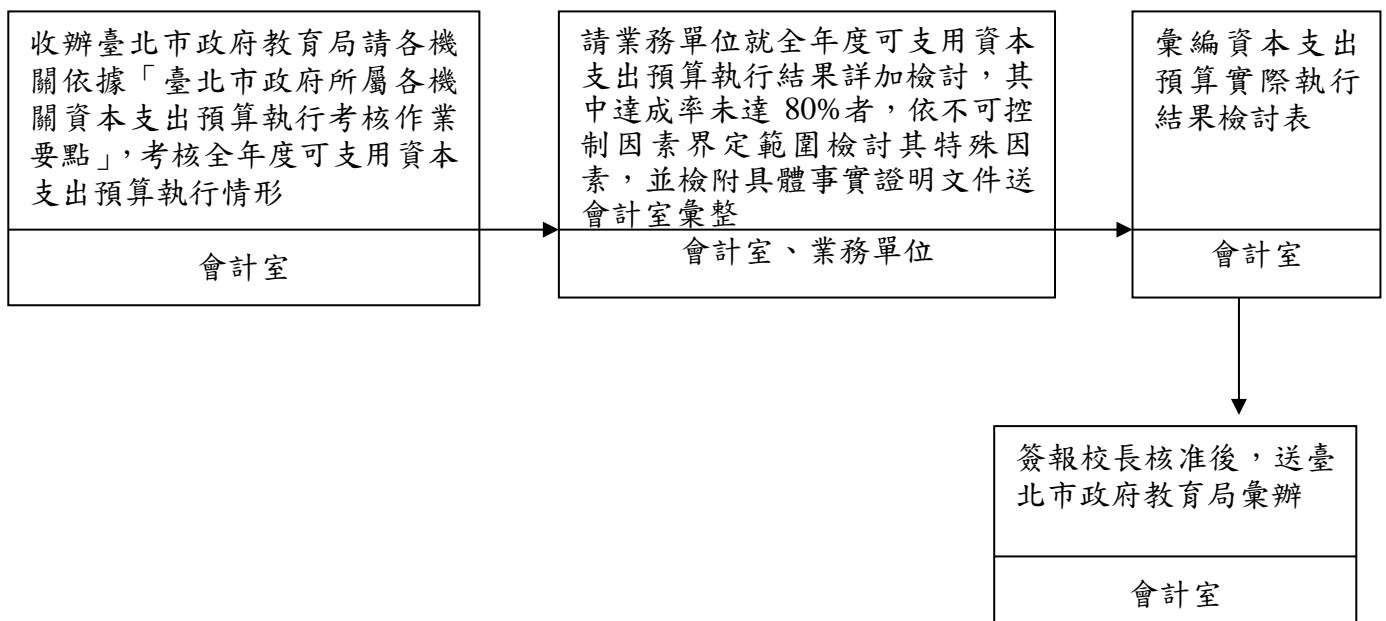 收辦臺北市政府教育局請各機
關依據「臺北市政府所屬各機
關資本支出預算執行考核作業
要點」,考核全年度可支用資本
支出預算執行情形
會計室
請業務單位就全年度可支用資本
支出預算執行結果詳加檢討,其
中達成率未達 80%者,依不可控
制因素界定範圍檢討其特殊因
素,並檢附具體事實證明文件送
會計室彙整
會計室、業務單位
彙編資本支出
預算實際執行
結果檢討表
會計室
簽報校長核准後,送臺
北市政府教育局彙辦
會計室